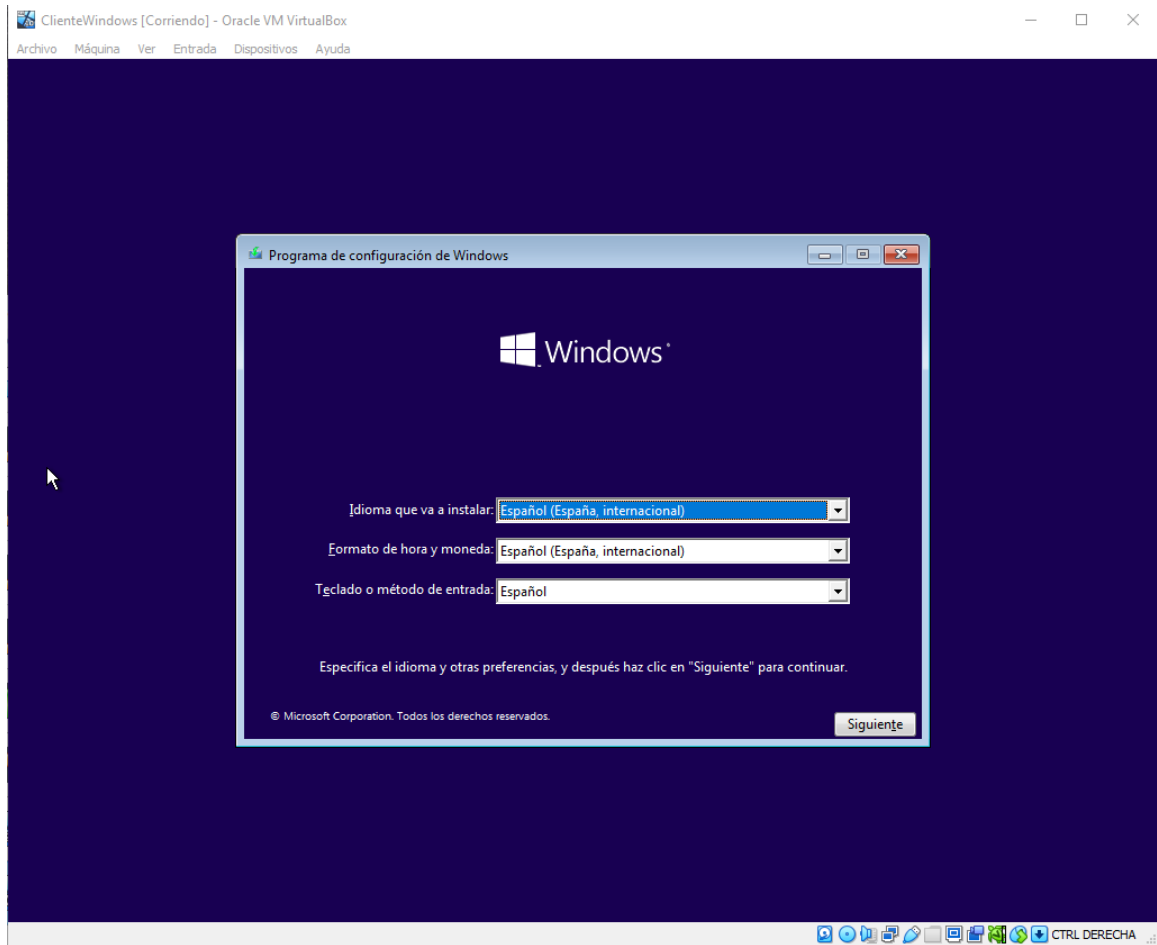 ClienteWindows [Corriendo] - Oracle VM VirtualBox
Archivo Máquina Ver Entrada Dispositivos Ayuda
Programa de configuración de Windows
Windows
Idioma que va a instalar: Español (España, internacional)
Formato de hora y moneda: Español (España, internacional)
Teclado o método de entrada: Español
Especifica el idioma y otras preferencias, y después haz clic en "Siguiente" para continuar.
© Microsoft Corporation. Todos los derechos reservados.
Siguiente
CTRL DERECHA